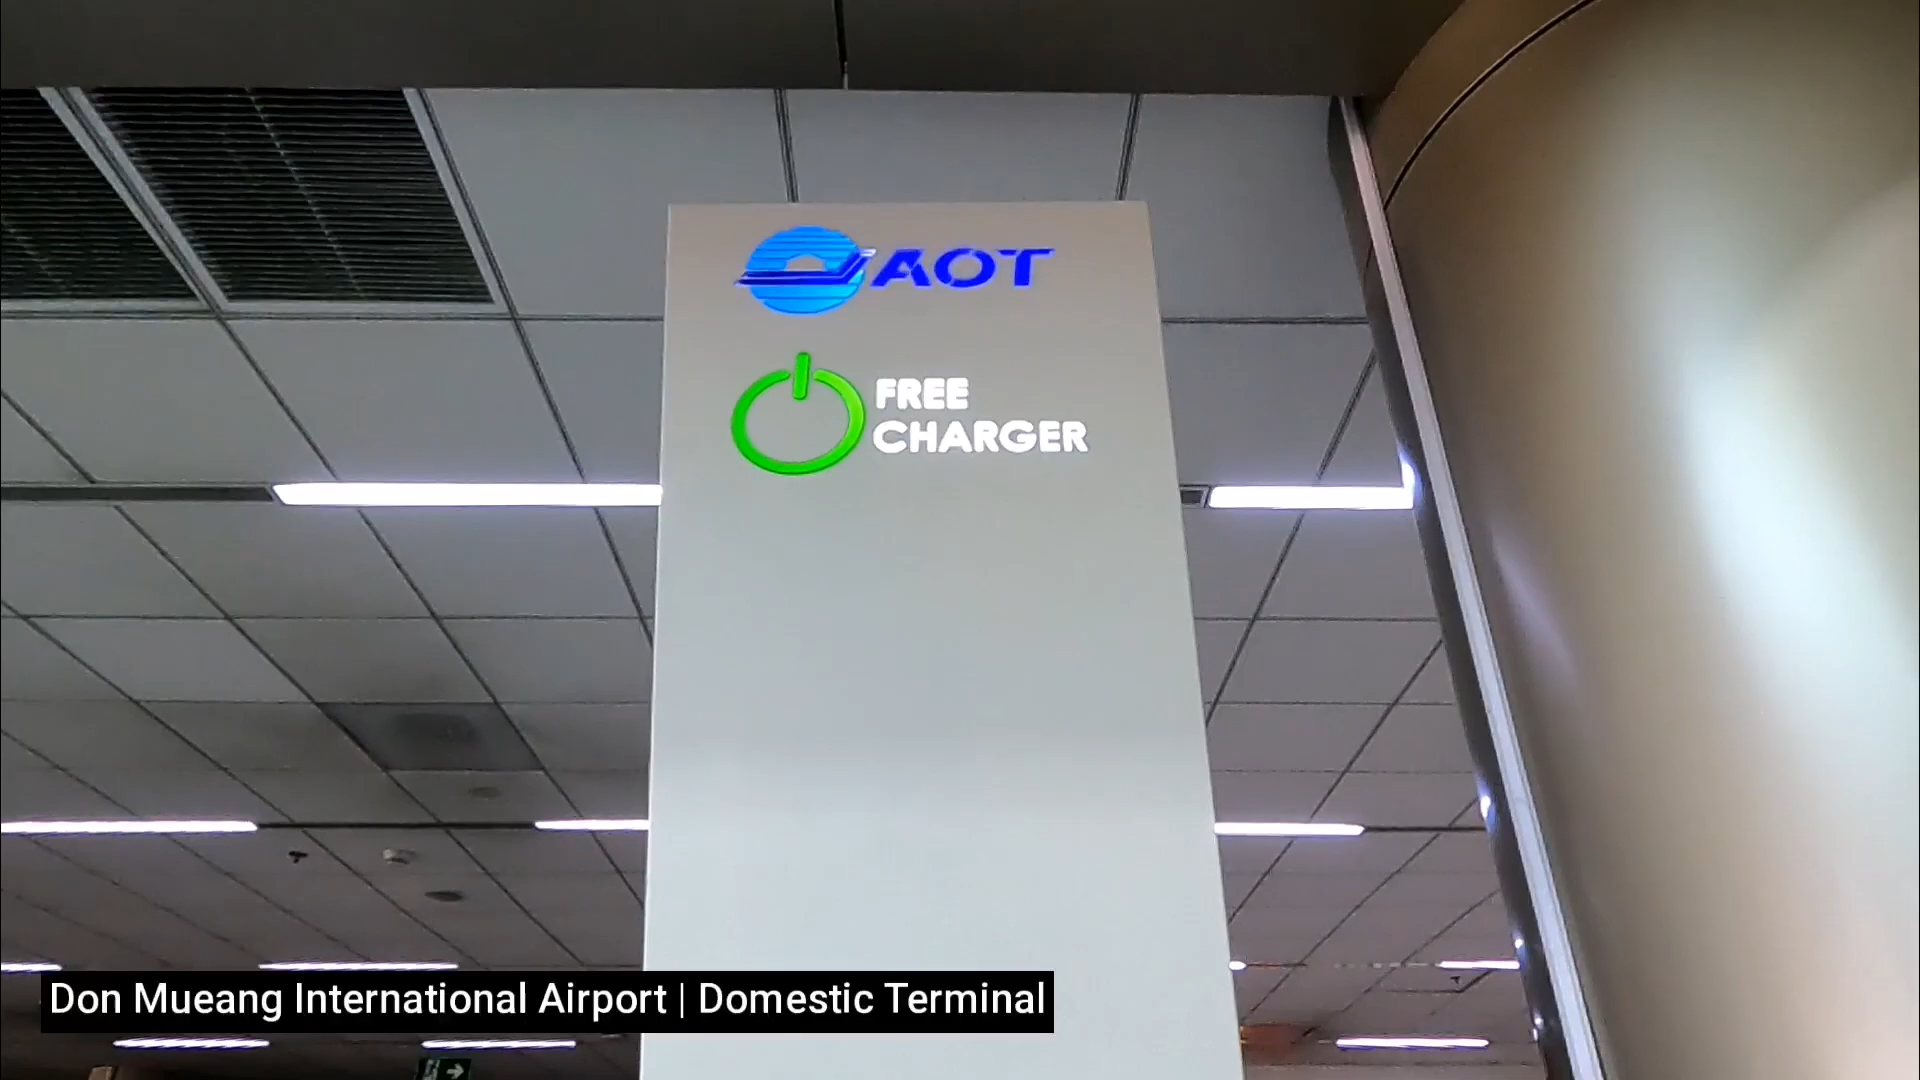 AOT
FREE
CHARGER
Don Mueang International Airport | Domestic Terminal